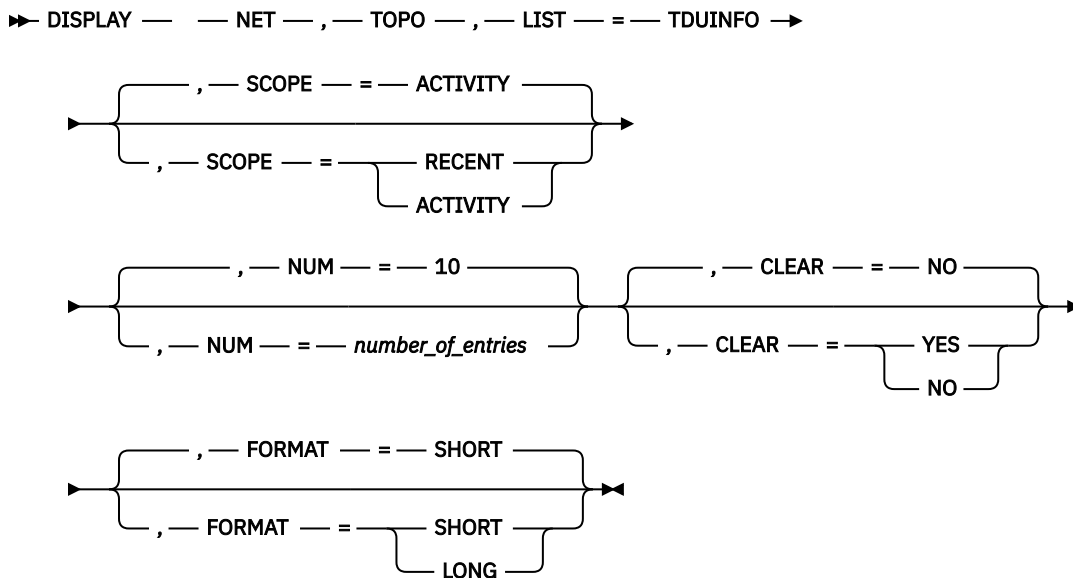 DISPLAY NET , TOPO , LIST = TDUINFO
, SCOPE = ACTIVITY
, SCOPE = RECENT
ACTIVITY
, NUM = 10 , CLEAR = NO
, NUM = number_of_entries , CLEAR = YES
NO
, FORMAT = SHORT
, FORMAT = SHORT
LONG